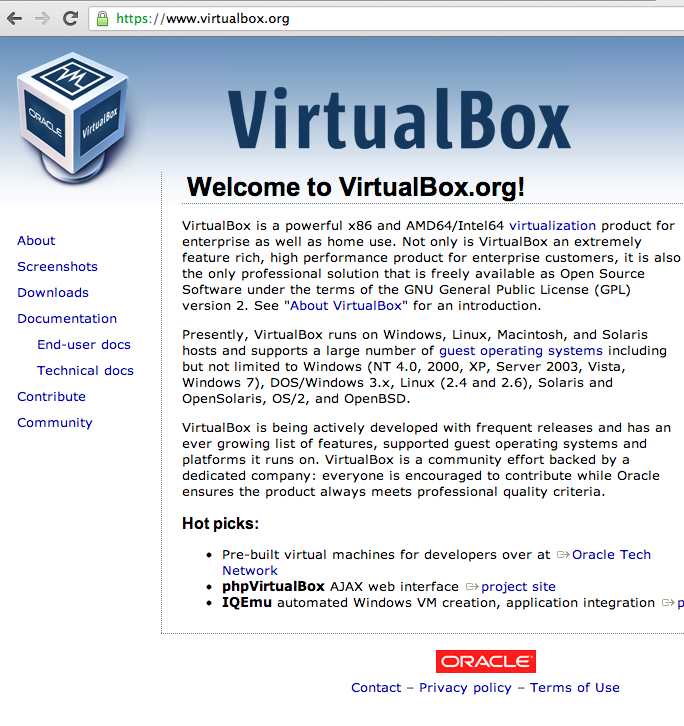 https://www.virtualbox.org
ORACLE
VirtualBox
VirtualBox
Welcome to VirtualBox.org!
About
Screenshots
Downloads
Documentation
End-user docs
Technical docs
Contribute
Community
VirtualBox is a powerful x86 and AMD64/Intel64 virtualization product for
enterprise as well as home use. Not only is VirtualBox an extremely
feature rich, high performance product for enterprise customers, it is also
the only professional solution that is freely available as Open Source
Software under the terms of the GNU General Public License (GPL)
version 2. See "About VirtualBox" for an introduction.
Presently, VirtualBox runs on Windows, Linux, Macintosh, and Solaris
hosts and supports a large number of guest operating systems including
but not limited to Windows (NT 4.0, 2000, XP, Server 2003, Vista,
Windows 7), DOS/Windows 3.x, Linux (2.4 and 2.6), Solaris and
OpenSolaris, OS/2, and OpenBSD.
VirtualBox is being actively developed with frequent releases and has an
ever growing list of features, supported guest operating systems and
platforms it runs on. VirtualBox is a community effort backed by a
dedicated company: everyone is encouraged to contribute while Oracle
ensures the product always meets professional quality criteria.
Hot picks:
• Pre-built virtual machines for developers over at Oracle Tech
Network
• phpVirtualBox AJAX web interface project site
• IQEmu automated Windows VM creation, application integration p
ORACLE
Contact – Privacy policy – Terms of Use